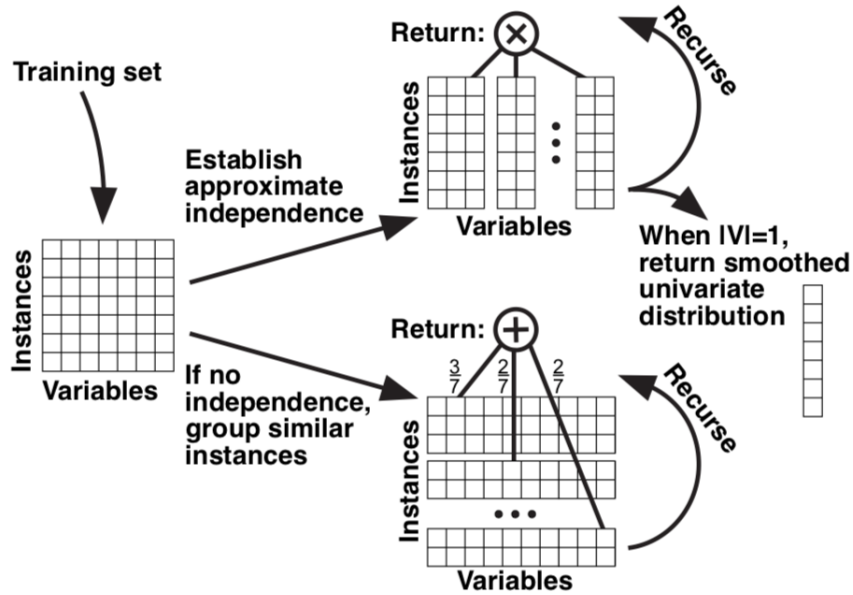 Training set
Instances
Variables
Establish
approximate
independence
If no
independence,
group similar
instances
Return:
×
Instances
Variables
Recurse
When |V|=1,
return smoothed
univariate
distribution
Return:
+
3/7
2/7
2/7
Instances
Variables
Recurse